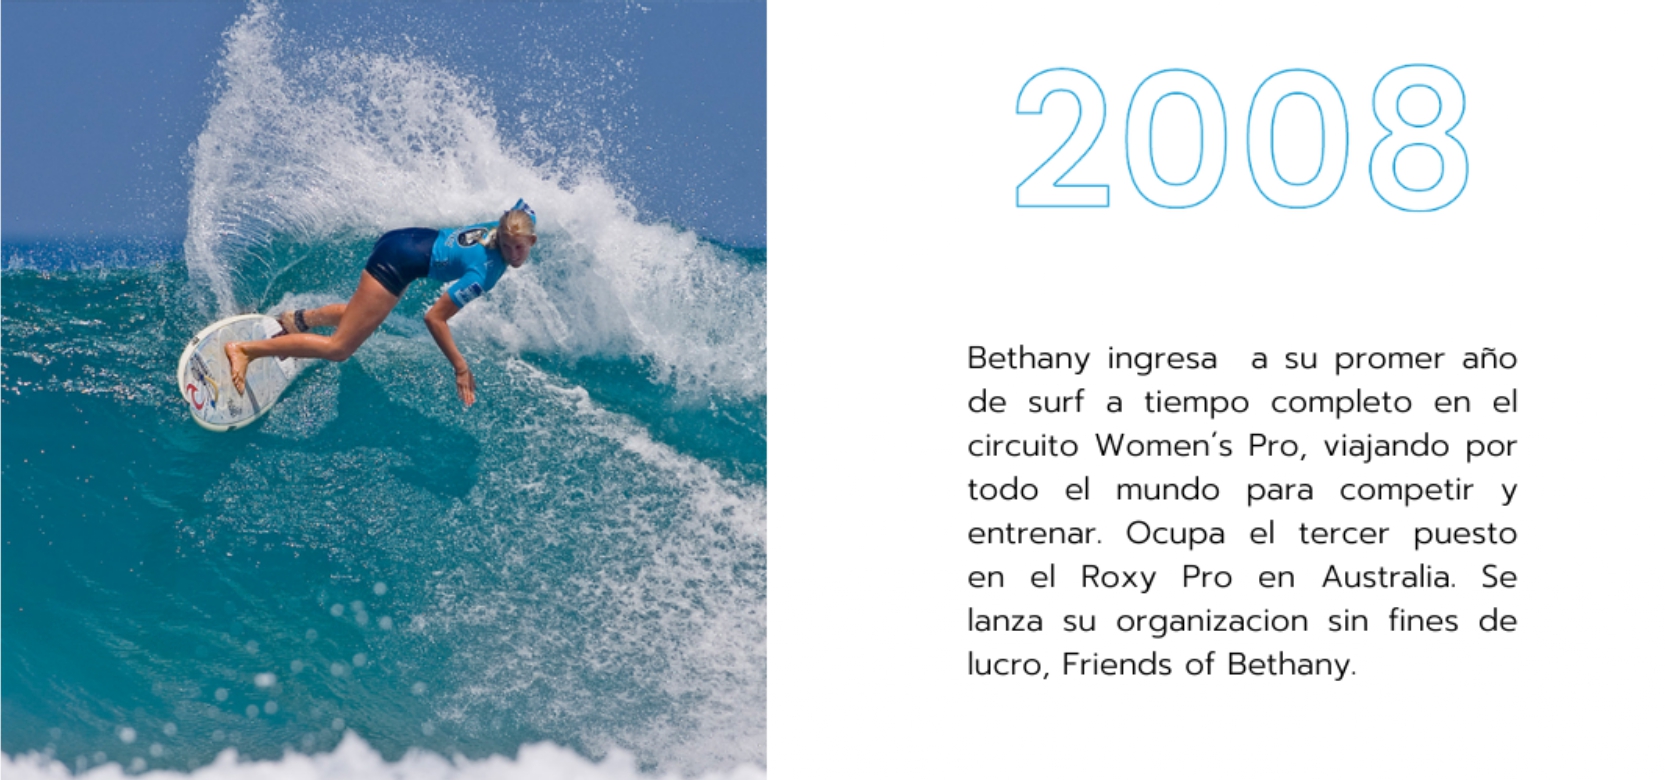 2008
Bethany ingresa  a su promer año
de surf a tiempo completo en el
circuito Women´s Pro, viajando por
todo el mundo para competir y
entrenar. Ocupa el tercer puesto
en el Roxy Pro en Australia. Se
lanza su organizacion sin fines de
lucro, Friends of Bethany.